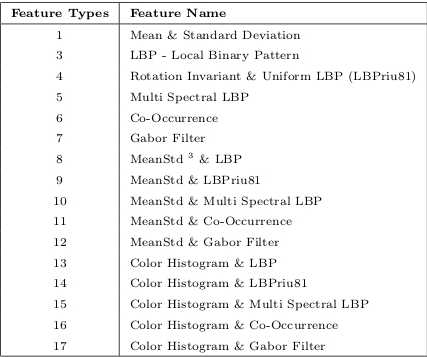 Feature Types Feature Name
1 Mean & Standard Deviation
3 LBP - Local Binary Pattern
4 Rotation Invariant & Uniform LBP (LBPriu81)
5 Multi Spectral LBP
6 Co-Occurrence
7 Gabor Filter
8 MeanStd 3 & LBP
9 MeanStd & LBPriu81
10 MeanStd & Multi Spectral LBP
11 MeanStd & Co-Occurrence
12 MeanStd & Gabor Filter
13 Color Histogram & LBP
14 Color Histogram & LBPriu81
15 Color Histogram & Multi Spectral LBP
16 Color Histogram & Co-Occurrence
17 Color Histogram & Gabor Filter